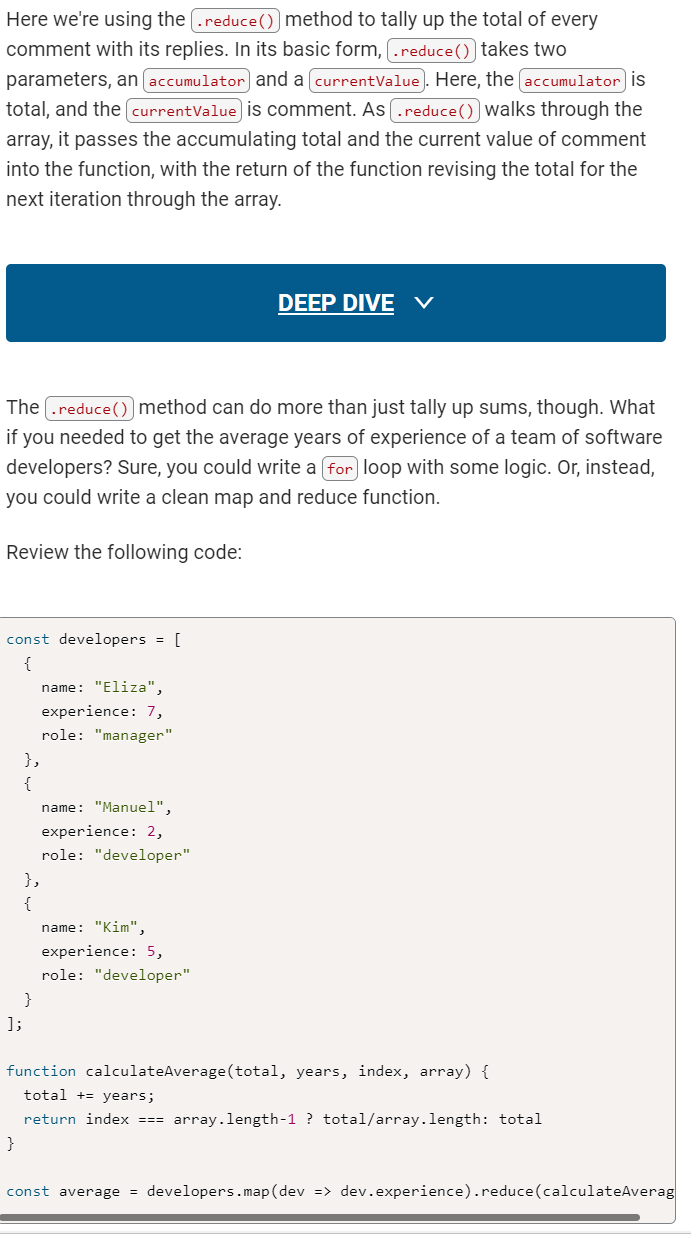 Here we're using the .reduce() method to tally up the total of every
comment with its replies. In its basic form, .reduce() takes two
parameters, an accumulator and a currentValue. Here, the accumulator is
total, and the currentValue is comment. As .reduce() walks through the
array, it passes the accumulating total and the current value of comment
into the function, with the return of the function revising the total for the
next iteration through the array.
DEEP DIVE
The .reduce() method can do more than just tally up sums, though. What
if you needed to get the average years of experience of a team of software
developers? Sure, you could write a for loop with some logic. Or, instead,
you could write a clean map and reduce function.
Review the following code:
const developers = [
  {
    name: "Eliza",
    experience: 7,
    role: "manager"
  },
  {
    name: "Manuel",
    experience: 2,
    role: "developer"
  },
  {
    name: "Kim",
    experience: 5,
    role: "developer"
  }
];
function calculateAverage(total, years, index, array) {
  total += years;
  return index === array.length-1 ? total/array.length: total
}
const average = developers.map(dev => dev.experience).reduce(calculateAverag